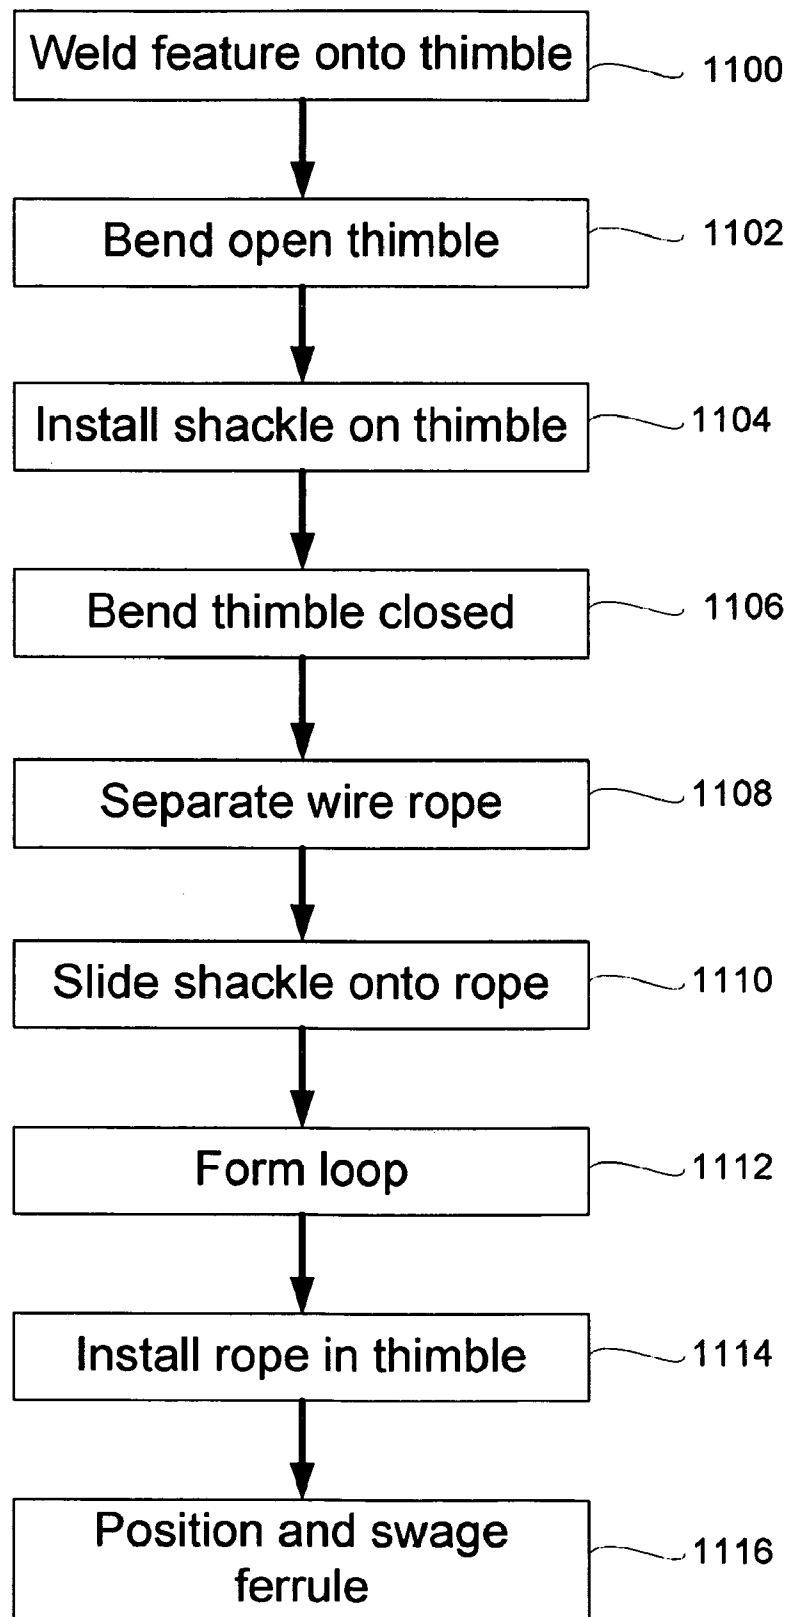 Weld feature onto thimble
1100
Bend open thimble
1102
Install shackle on thimble
1104
Bend thimble closed
1106
Separate wire rope
1108
Slide shackle onto rope
1110
Form loop
1112
Install rope in thimble
1114
Position and swage
ferrule
1116